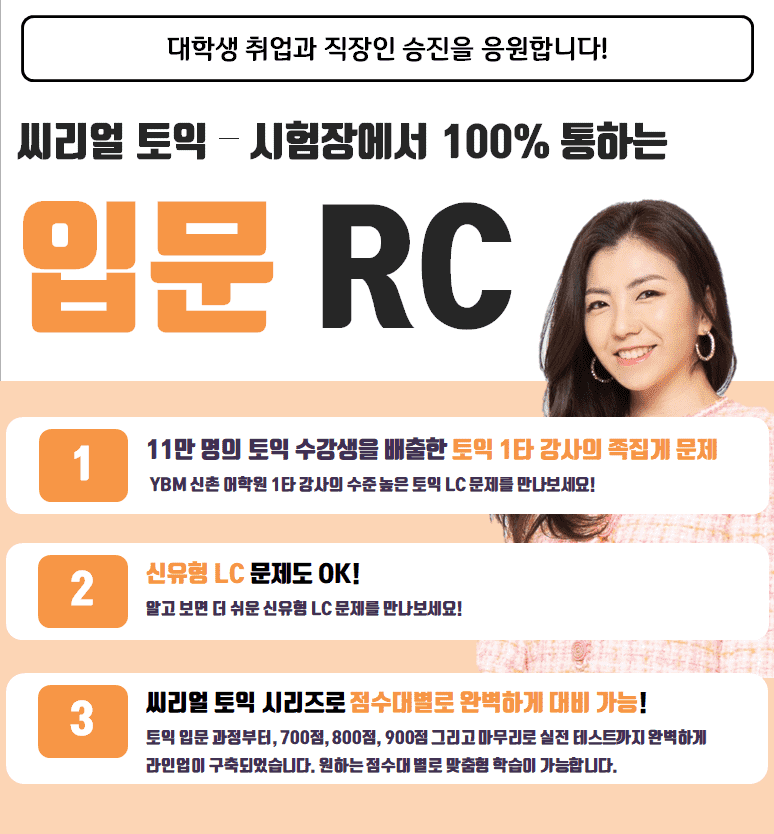 대학생 취업과 직장인 승진을 응원합니다!
씨리얼 토익 - 시험장에서 100% 통하는
입문 RC
1
11만 명의 토익 수강생을 배출한 토익 1타 강사의 족집게 문제
YBM 신촌 어학원 1타 강사의 수준 높은 토익 LC 문제를 만나보세요!
2
신유형 LC 문제도 OK!
알고 보면 더 쉬운 신유형 LC 문제를 만나보세요!
3
씨리얼 토익 시리즈로 점수대별로 완벽하게 대비 가능!
토익 입문 과정부터, 700점, 800점, 900점 그리고 마무리로 실전 테스트까지 완벽하게
라인업이 구축되었습니다. 원하는 점수대 별로 맞춤형 학습이 가능합니다.